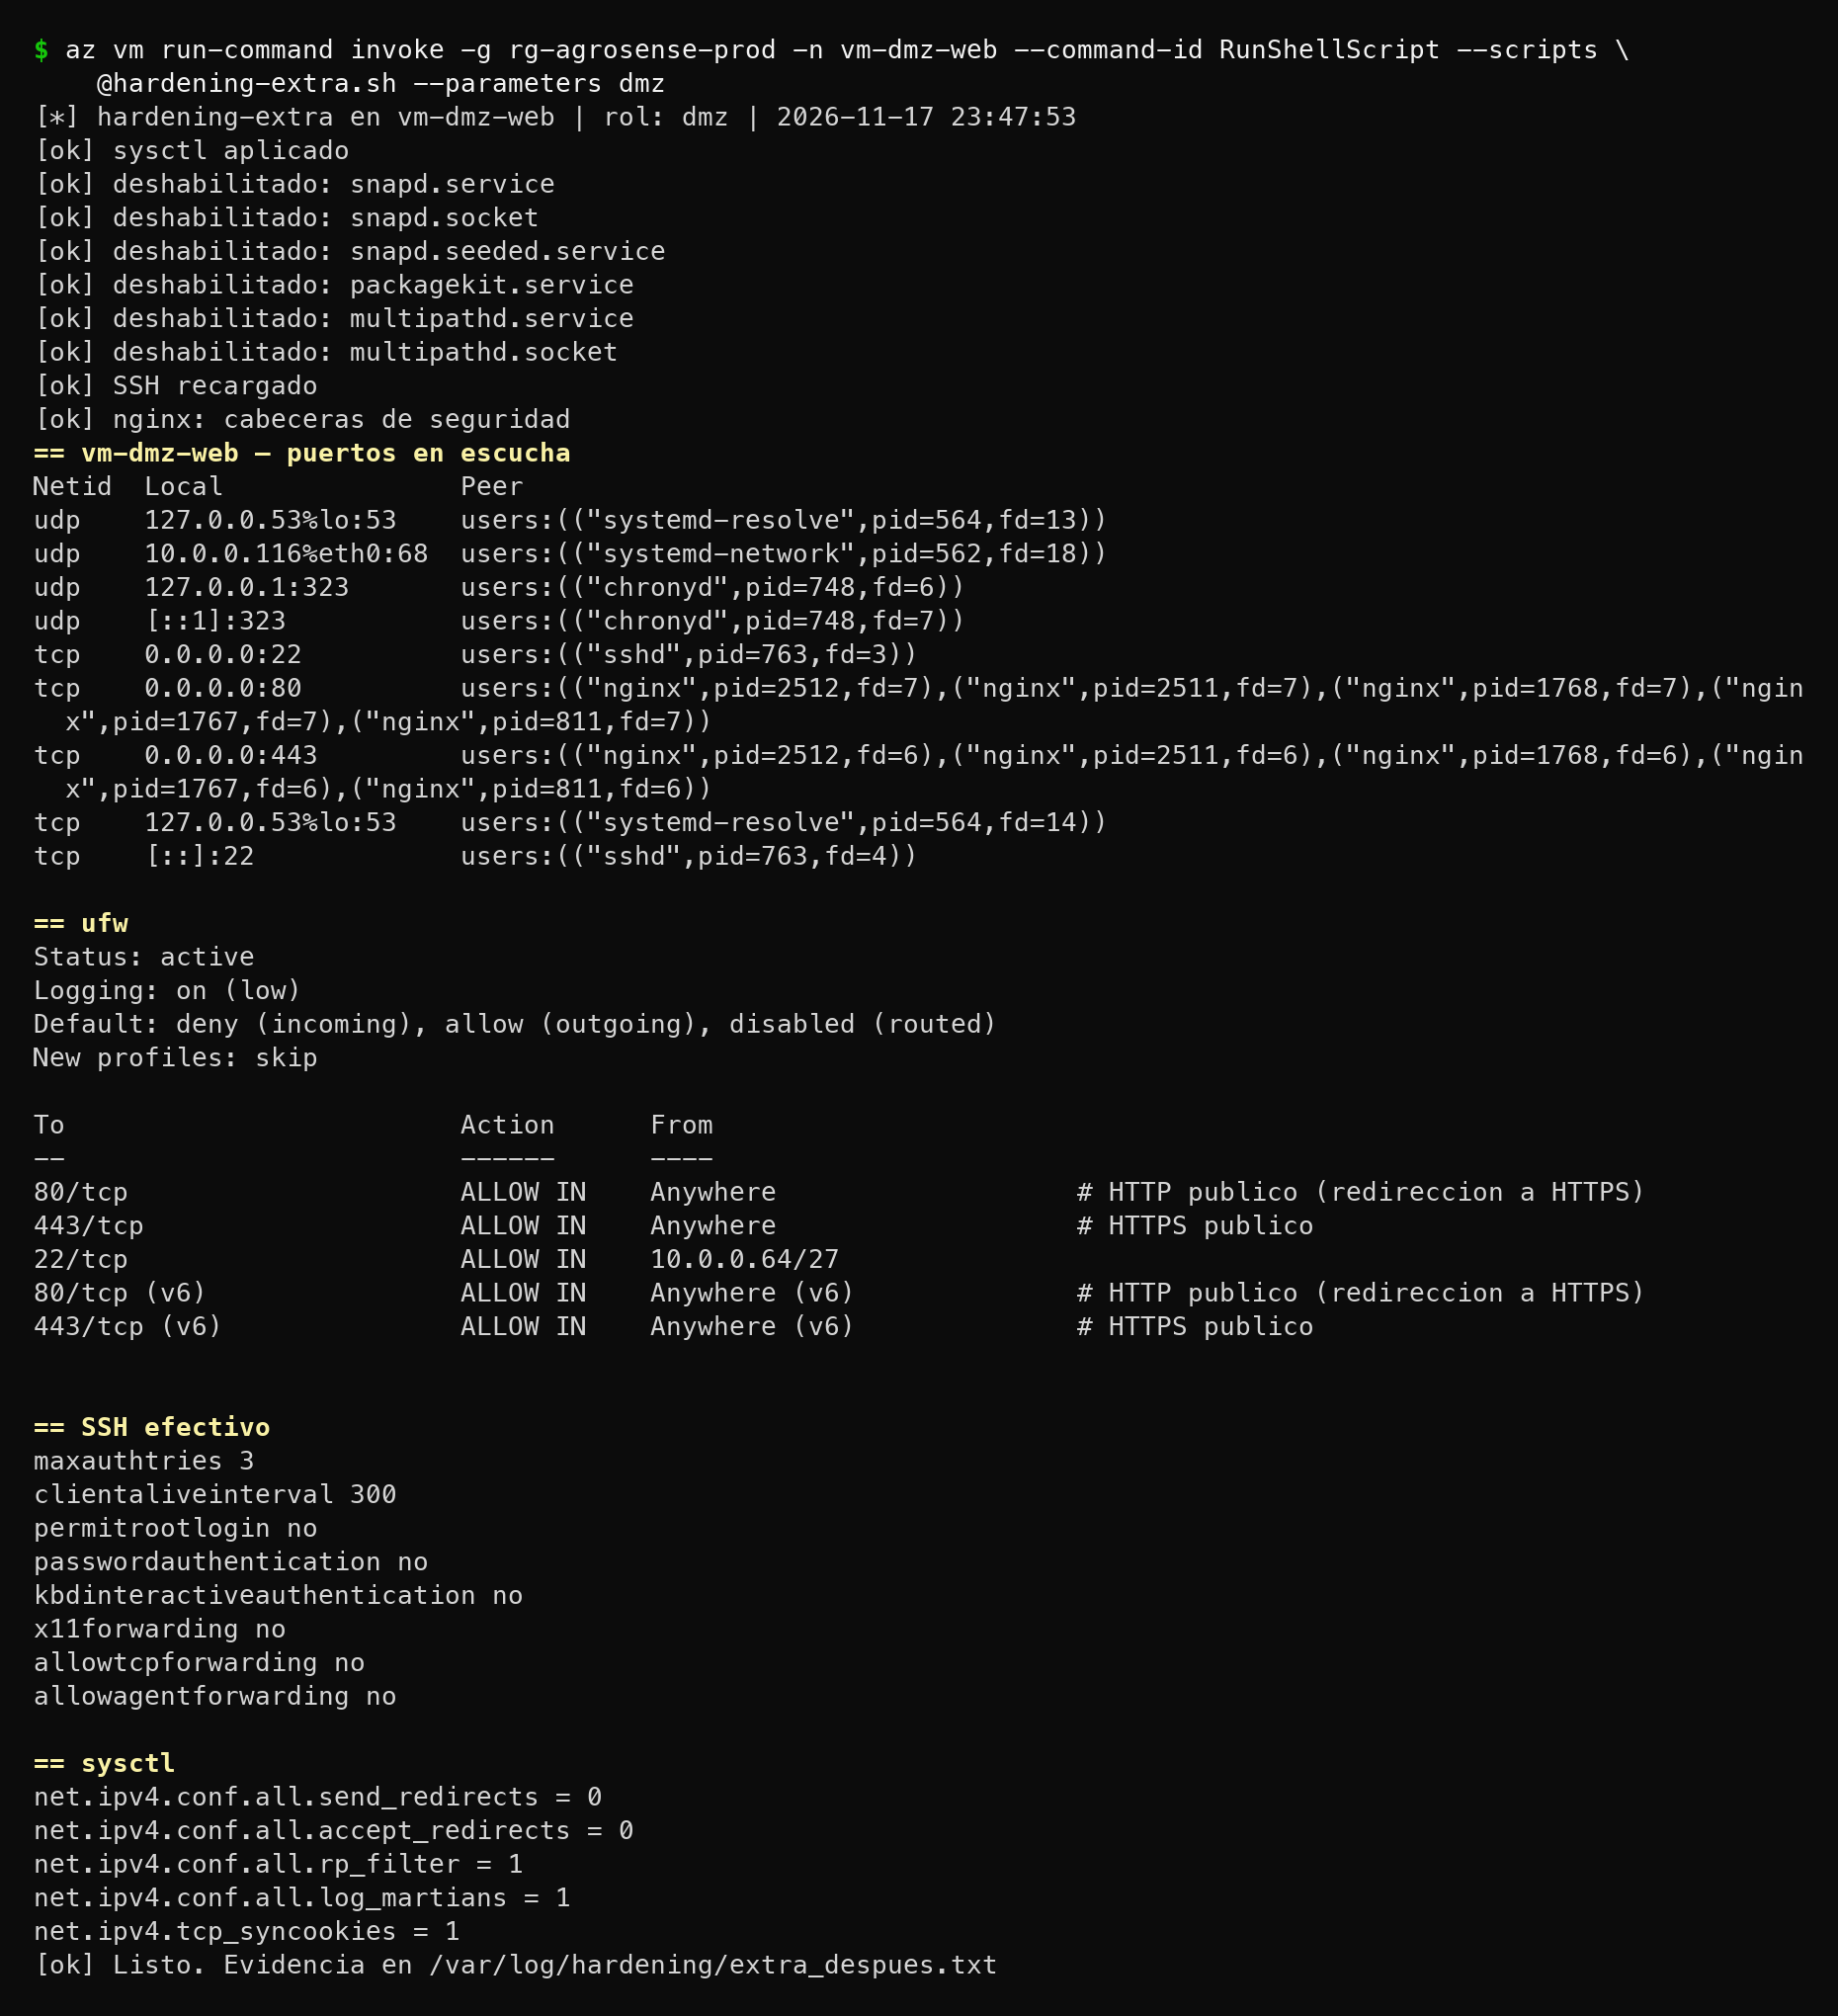 $ az vm run-command invoke -g rg-agrosense-prod -n vm-dmz-web --command-id RunShellScript --scripts \
    @hardening-extra.sh --parameters dmz
[*] hardening-extra en vm-dmz-web | rol: dmz | 2026-11-17 23:47:53
[ok] sysctl aplicado
[ok] deshabilitado: snapd.service
[ok] deshabilitado: snapd.socket
[ok] deshabilitado: snapd.seeded.service
[ok] deshabilitado: packagekit.service
[ok] deshabilitado: multipathd.service
[ok] deshabilitado: multipathd.socket
[ok] SSH recargado
[ok] nginx: cabeceras de seguridad
== vm-dmz-web — puertos en escucha
Netid  Local               Peer
udp    127.0.0.53%lo:53    users:(("systemd-resolve",pid=564,fd=13))
udp    10.0.0.116%eth0:68  users:(("systemd-network",pid=562,fd=18))
udp    127.0.0.1:323       users:(("chronyd",pid=748,fd=6))
udp    [::1]:323           users:(("chronyd",pid=748,fd=7))
tcp    0.0.0.0:22          users:(("sshd",pid=763,fd=3))
tcp    0.0.0.0:80          users:(("nginx",pid=2512,fd=7),("nginx",pid=2511,fd=7),("nginx",pid=1768,fd=7),("ngin
  x",pid=1767,fd=7),("nginx",pid=811,fd=7))
tcp    0.0.0.0:443         users:(("nginx",pid=2512,fd=6),("nginx",pid=2511,fd=6),("nginx",pid=1768,fd=6),("ngin
  x",pid=1767,fd=6),("nginx",pid=811,fd=6))
tcp    127.0.0.53%lo:53    users:(("systemd-resolve",pid=564,fd=14))
tcp    [::]:22             users:(("sshd",pid=763,fd=4))

== ufw
Status: active
Logging: on (low)
Default: deny (incoming), allow (outgoing), disabled (routed)
New profiles: skip

To                         Action      From
--                         ------      ----
80/tcp                     ALLOW IN    Anywhere                   # HTTP publico (redireccion a HTTPS)
443/tcp                    ALLOW IN    Anywhere                   # HTTPS publico
22/tcp                     ALLOW IN    10.0.0.64/27
80/tcp (v6)                ALLOW IN    Anywhere (v6)              # HTTP publico (redireccion a HTTPS)
443/tcp (v6)               ALLOW IN    Anywhere (v6)              # HTTPS publico

== SSH efectivo
maxauthtries 3
clientaliveinterval 300
permitrootlogin no
passwordauthentication no
kbdinteractiveauthentication no
x11forwarding no
allowtcpforwarding no
allowagentforwarding no

== sysctl
net.ipv4.conf.all.send_redirects = 0
net.ipv4.conf.all.accept_redirects = 0
net.ipv4.conf.all.rp_filter = 1
net.ipv4.conf.all.log_martians = 1
net.ipv4.tcp_syncookies = 1
[ok] Listo. Evidencia en /var/log/hardening/extra_despues.txt